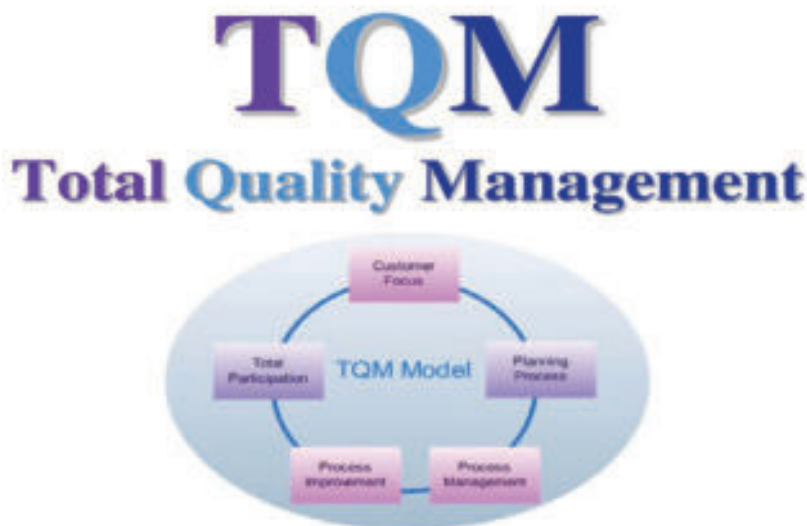 TQM
Total Quality Management
Customer
Focus
Total
Participation
TQM Model
Planning
Process
Process
Improvement
Process
Management